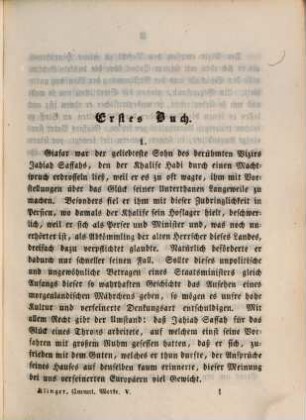 Erstes Buch.
1.
Giafar war der geliebteste Sohn des berühmten Vizirs
Jahiah Saffahs, den der Khalife Hadi durch einen Macht-
spruch erdrosseln ließ, weil er es zu oft wagte, ihm mit Vor-
stellungen über das Glück seiner Unterthanen Langeweile zu
machen. Besonders fiel er ihm mit dieser Zudringlichkeit in
Persien, wo damals der Khalife sein Hoflager hielt, beschwer-
lich, weil er sich als Perser und Minister und, was noch un-
erhörter ist, als Abkömmling der alten Herrscher dieses Landes,
dreifach dazu verpflichtet glaubte. Natürlich beförderte er
dadurch nur schneller seinen Fall. Sollte dieses unpolitische
und ungewöhnliche Betragen eines Staatsministers gleich
Anfangs dieser so wahrhaften Geschichte das Ansehen eines
morgenländischen Mährchens geben, so mögen es unsre hohe
Kultur und verfeinerte Denkungsart entschuldigen. Mit
allem Recht gibt der Umstand: daß Jahiah Saffah für das
Glück eines Throns arbeitete, auf welchem einst seine Vor-
fahren mit großem Ruhm gesessen hatten, daß er, zufrie-
den mit dem Guten, welches er thun durfte, der Ansprüche
seines Hauses auf denselben kaum erinnerte, dieser Meinung
bei uns verfeinerten Europäern viel Gewicht.
Klinger, Sämmtl. Werke. V. 1